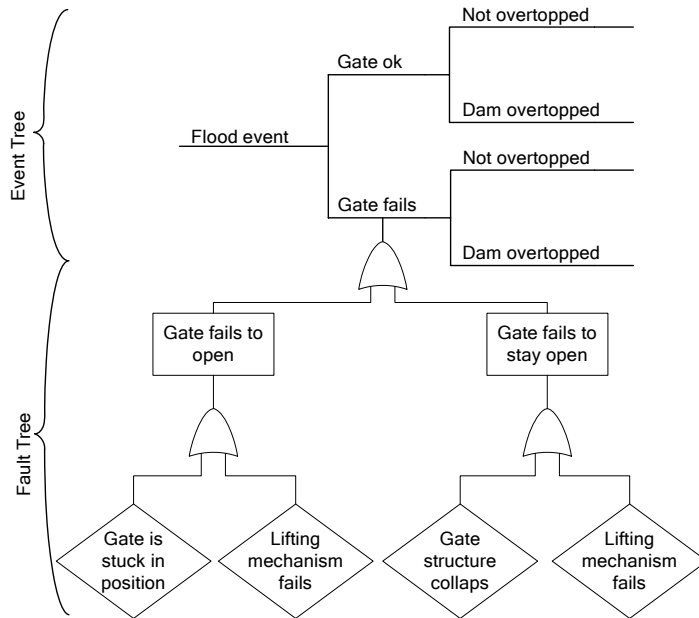 Not overtopped
Gate ok
Dam overtopped
Flood event
Not overtopped
Gate fails
Dam overtopped
Event Tree
Gate fails to
open
Gate fails to
stay open
Fault Tree
Gate is
stuck in
position
Lifting
mechanism
fails
Gate
structure
collaps
Lifting
mechanism
fails